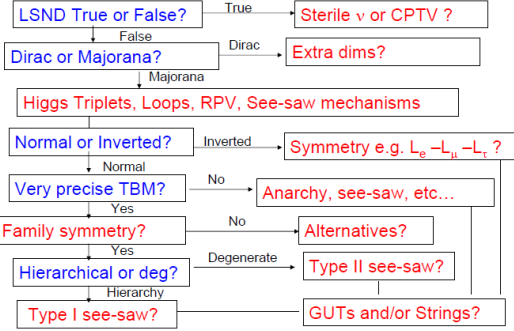 LSND True or False?
True
Sterile ν or CPTV ?
False
Dirac or Majorana?
Dirac
Extra dims?
Majorana
Higgs Triplets, Loops, RPV, See-saw mechanisms
Normal or Inverted?
Inverted
Symmetry e.g. Le –Lμ –Lτ ?
Normal
Very precise TBM?
No
Anarchy, see-saw, etc…
Yes
Family symmetry?
No
Alternatives?
Yes
Hierarchical or deg?
Degenerate
Type II see-saw?
Hierarchy
Type I see-saw?
GUTs and/or Strings?